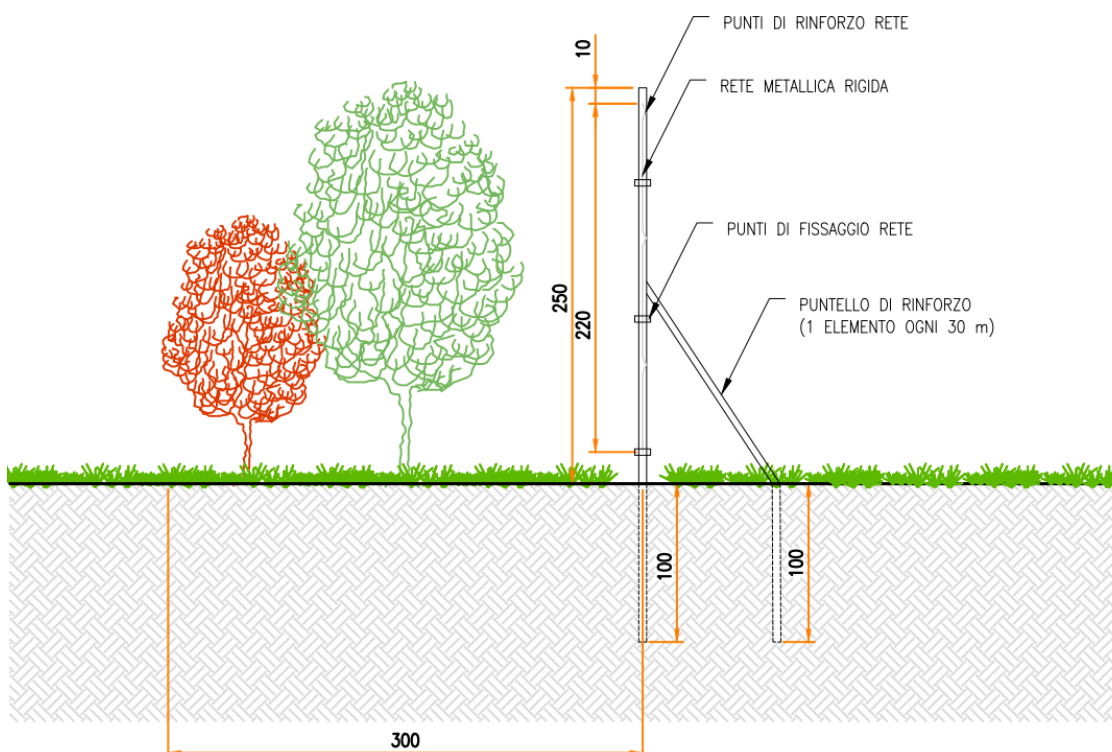 PUNTI DI RINFORZO RETE
10
RETE METALLICA RIGIDA
PUNTI DI FISSAGGIO RETE
250
220
PUNTELLO DI RINFORZO
(1 ELEMENTO OGNI 30 m)
100
100
300